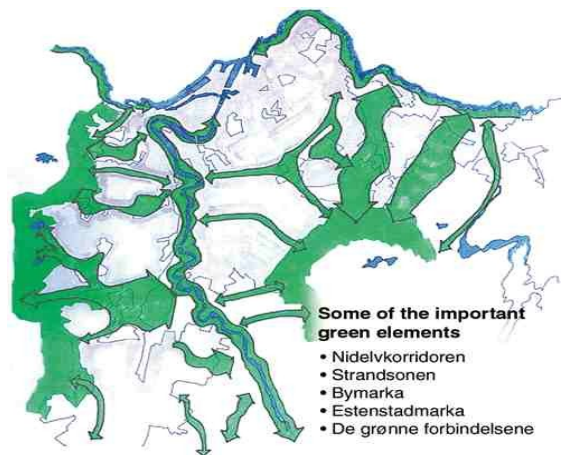 Some of the important
green elements
• Nidelvkorridoren
• Strandsonen
• Bymarka
• Estenstadmarka
• De grønne forbindelsene